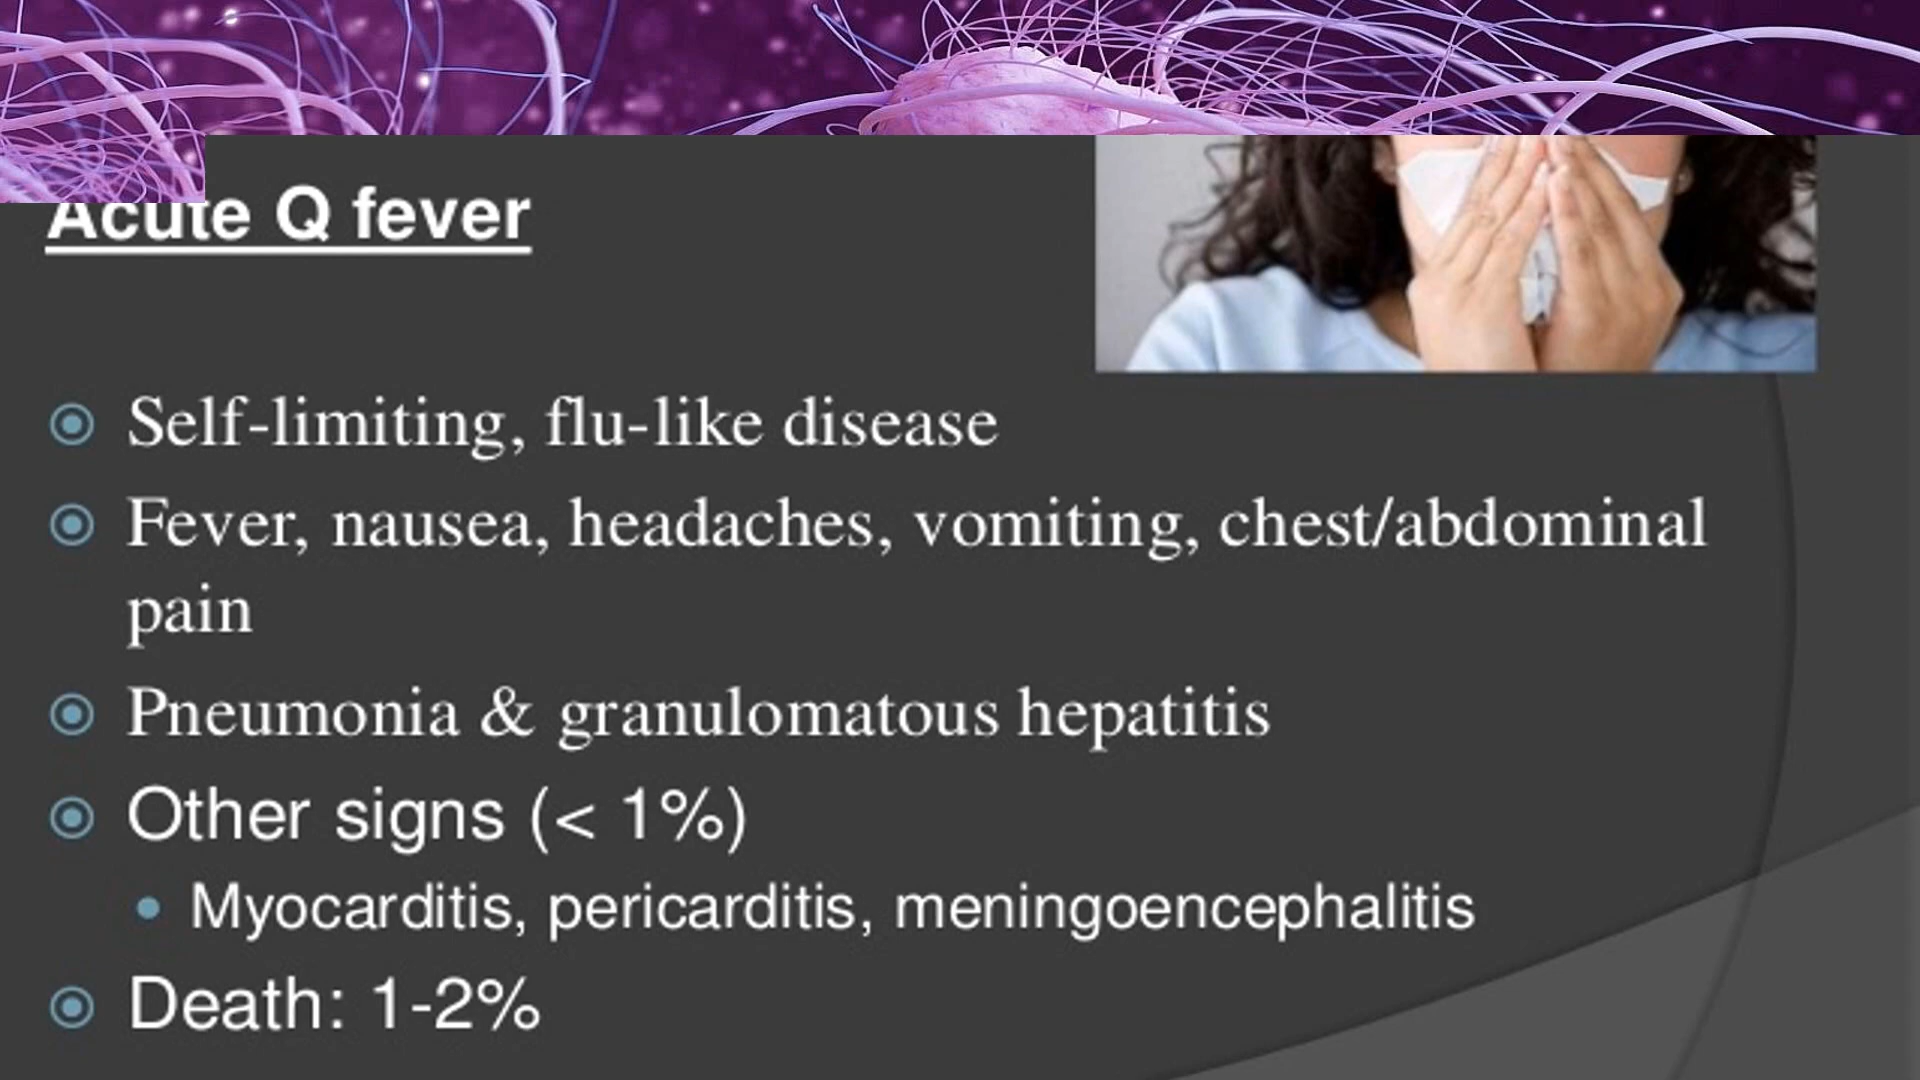 Acute Q fever
Self-limiting, flu-like disease
Fever, nausea, headaches, vomiting, chest/abdominal
pain
Pneumonia & granulomatous hepatitis
Other signs (< 1%)
Myocarditis, pericarditis, meningoencephalitis
Death: 1-2%